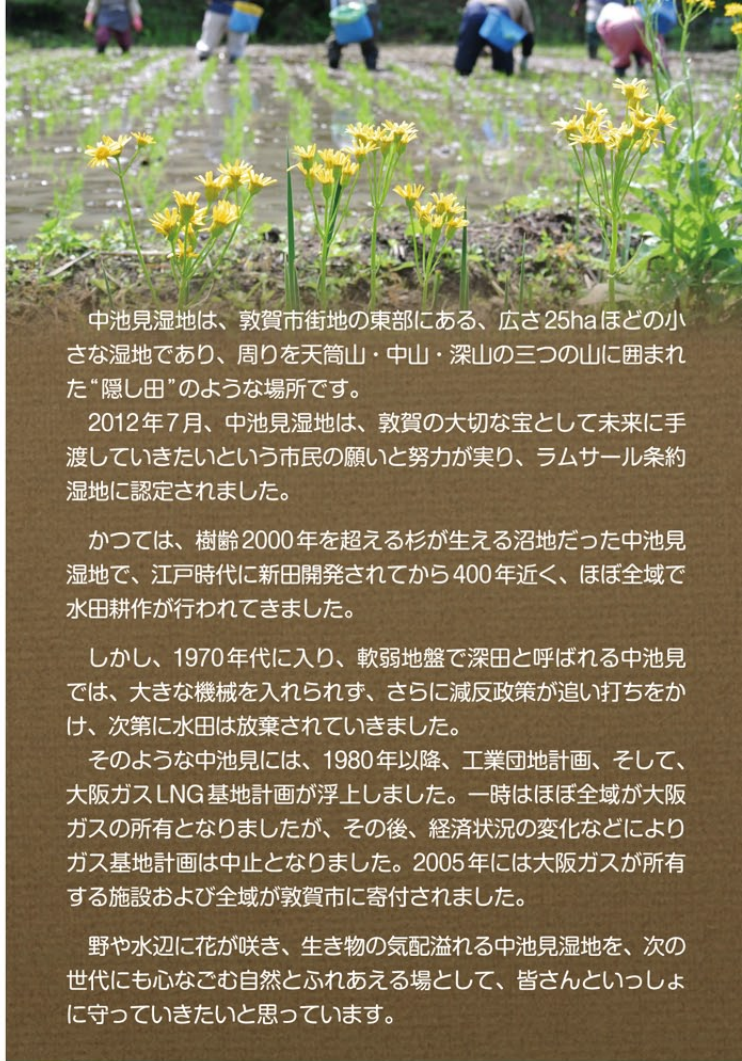 中池見湿地は、敦賀市街地の東部にある、広さ25haほどの小
さな湿地であり、周りを天筒山・中山・深山の三つの山に囲まれ
た“隠し田”のような場所です。
　2012年7月、中池見湿地は、敦賀の大切な宝として未来に手
渡していきたいという市民の願いと努力が実り、ラムサール条約
湿地に認定されました。
　かつては、樹齢2000年を超える杉が生える沼地だった中池見
湿地で、江戸時代に新田開発されてから400年近く、ほぼ全域で
水田耕作が行われてきました。
　しかし、1970年代に入り、軟弱地盤で深田と呼ばれる中池見
では、大きな機械を入れられず、さらに減反政策が追い打ちをか
け、次第に水田は放棄されていきました。
　そのような中池見には、1980年以降、工業団地計画、そして、
大阪ガスLNG基地計画が浮上しました。一時はほぼ全域が大阪
ガスの所有となりましたが、その後、経済状況の変化などにより
ガス基地計画は中止となりました。2005年には大阪ガスが所有
する施設および全域が敦賀市に寄付されました。
　野や水辺に花が咲き、生き物の気配溢れる中池見湿地を、次の
世代にも心なごむ自然とふれあえる場として、皆さんといっしょ
に守っていきたいと思っています。